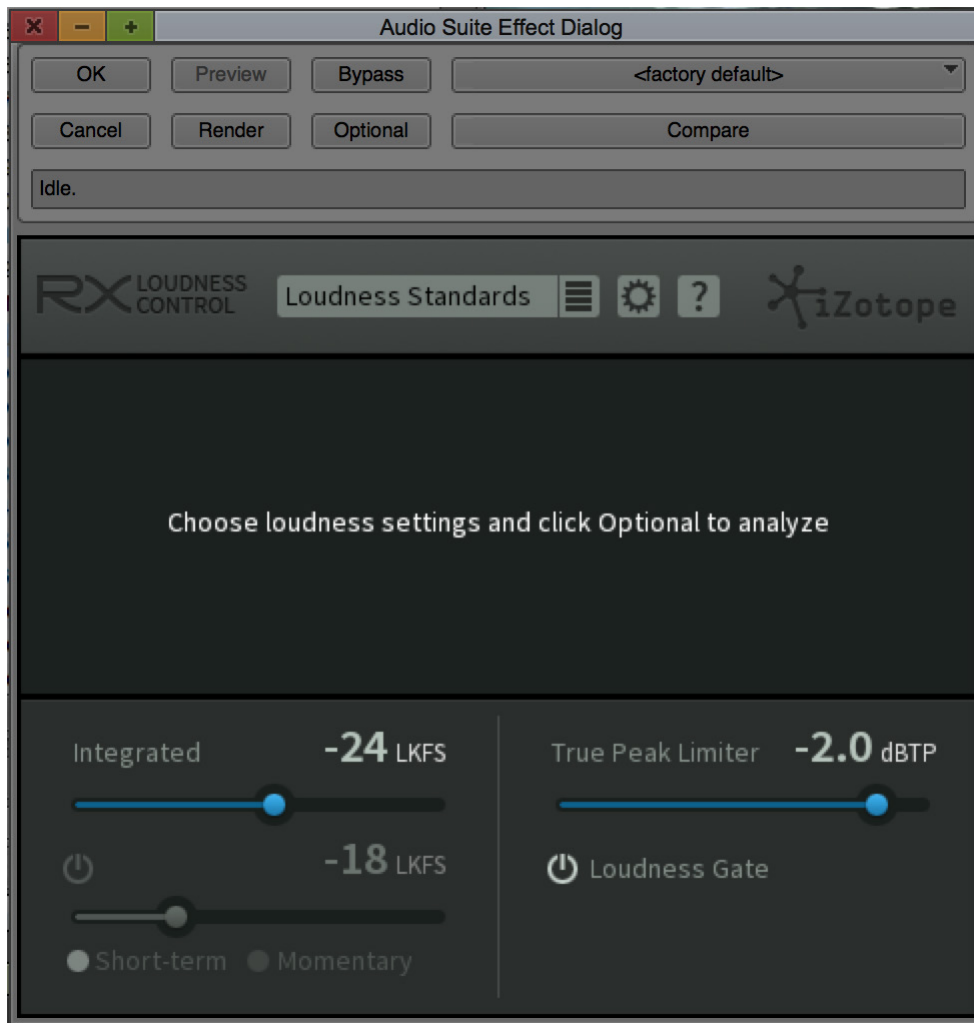 Audio Suite Effect Dialog
OK Preview Bypass <factory default>
Cancel Render Optional Compare
Idle.
RX LOUDNESS CONTROL Loudness Standards ? iZotope
Choose loudness settings and click Optional to analyze
Integrated -24 LKFS True Peak Limiter -2.0 dBTP
-18 LKFS Loudness Gate
Short-term Momentary